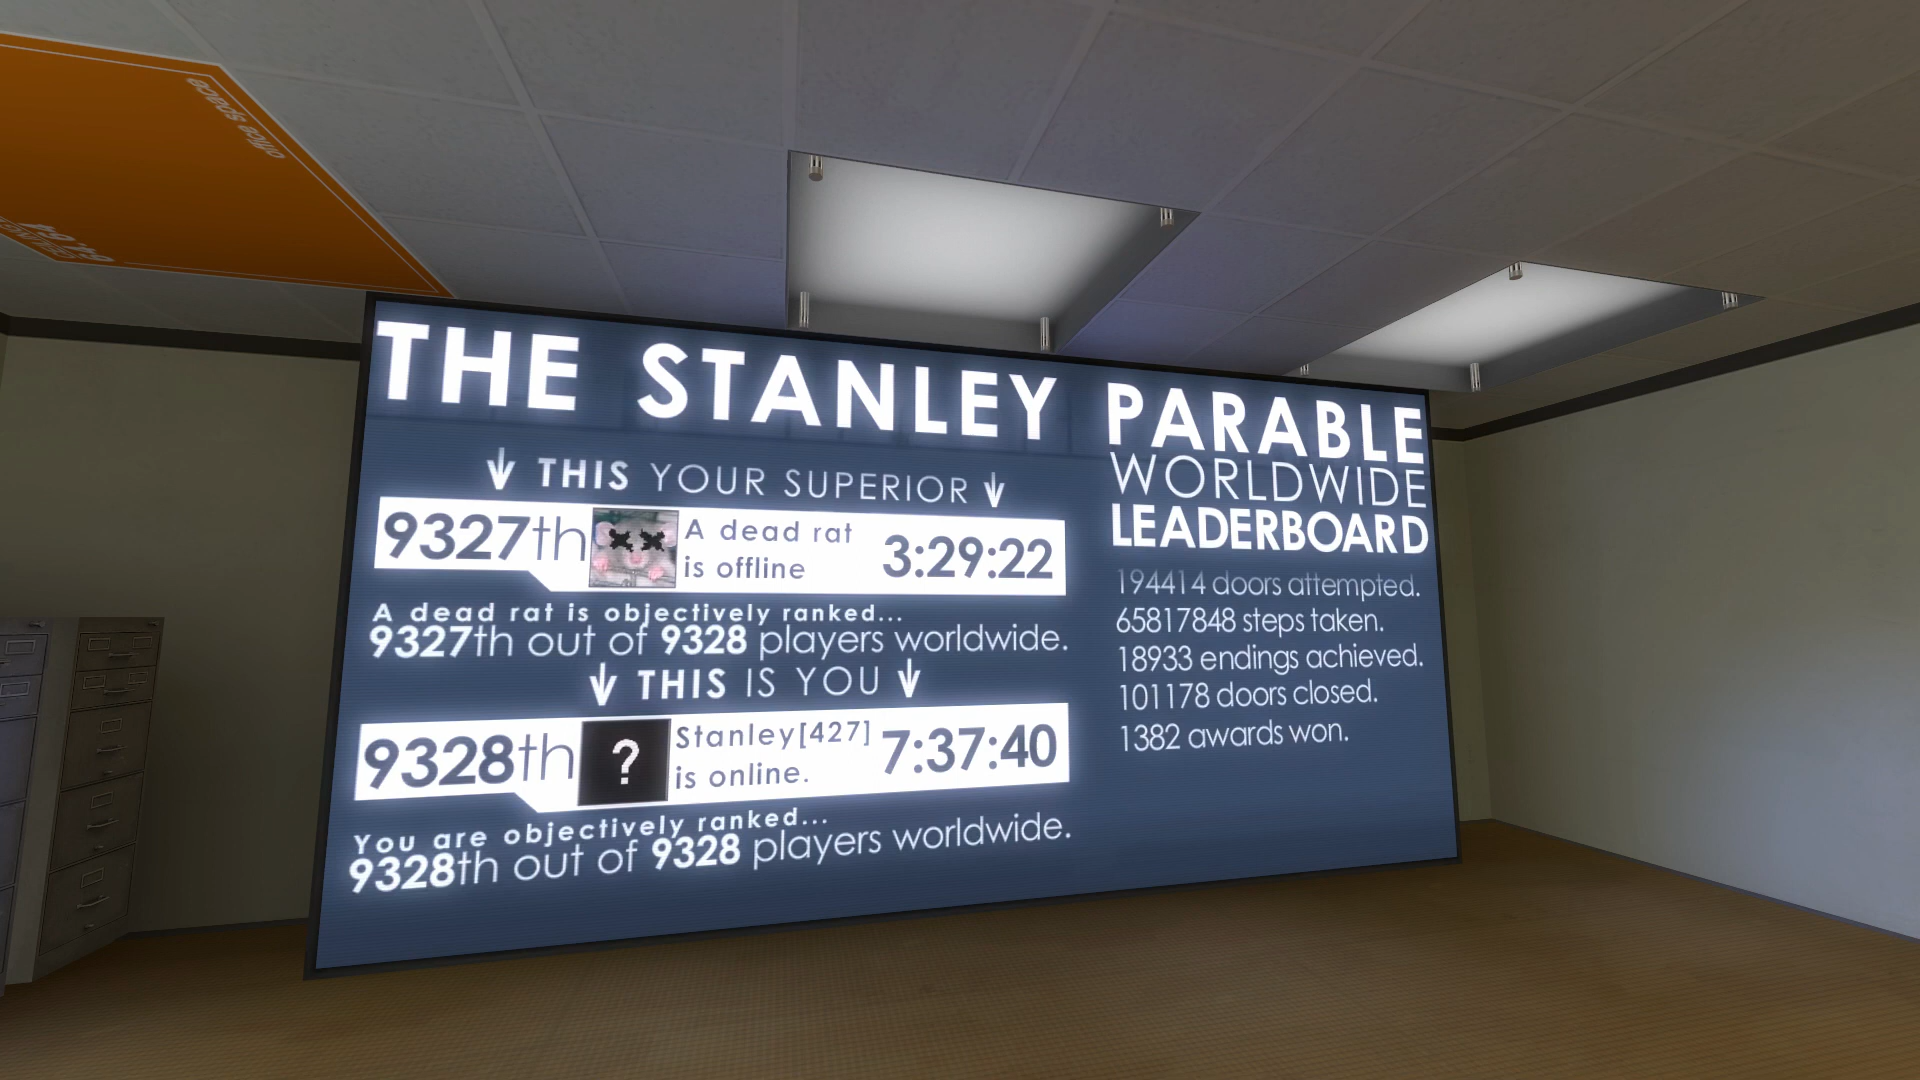 office space
THE STANLEY PARABLE
WORLDWIDE
LEADERBOARD
↓ THIS YOUR SUPERIOR ↓
9327th
A dead rat
is offline
3:29:22
A dead rat is objectively ranked...
9327th out of 9328 players worldwide.
↓ THIS IS YOU ↓
9328th
?
Stanley[427]
is online.
7:37:40
You are objectively ranked...
9328th out of 9328 players worldwide.
194414 doors attempted.
65817848 steps taken.
18933 endings achieved.
101178 doors closed.
1382 awards won.